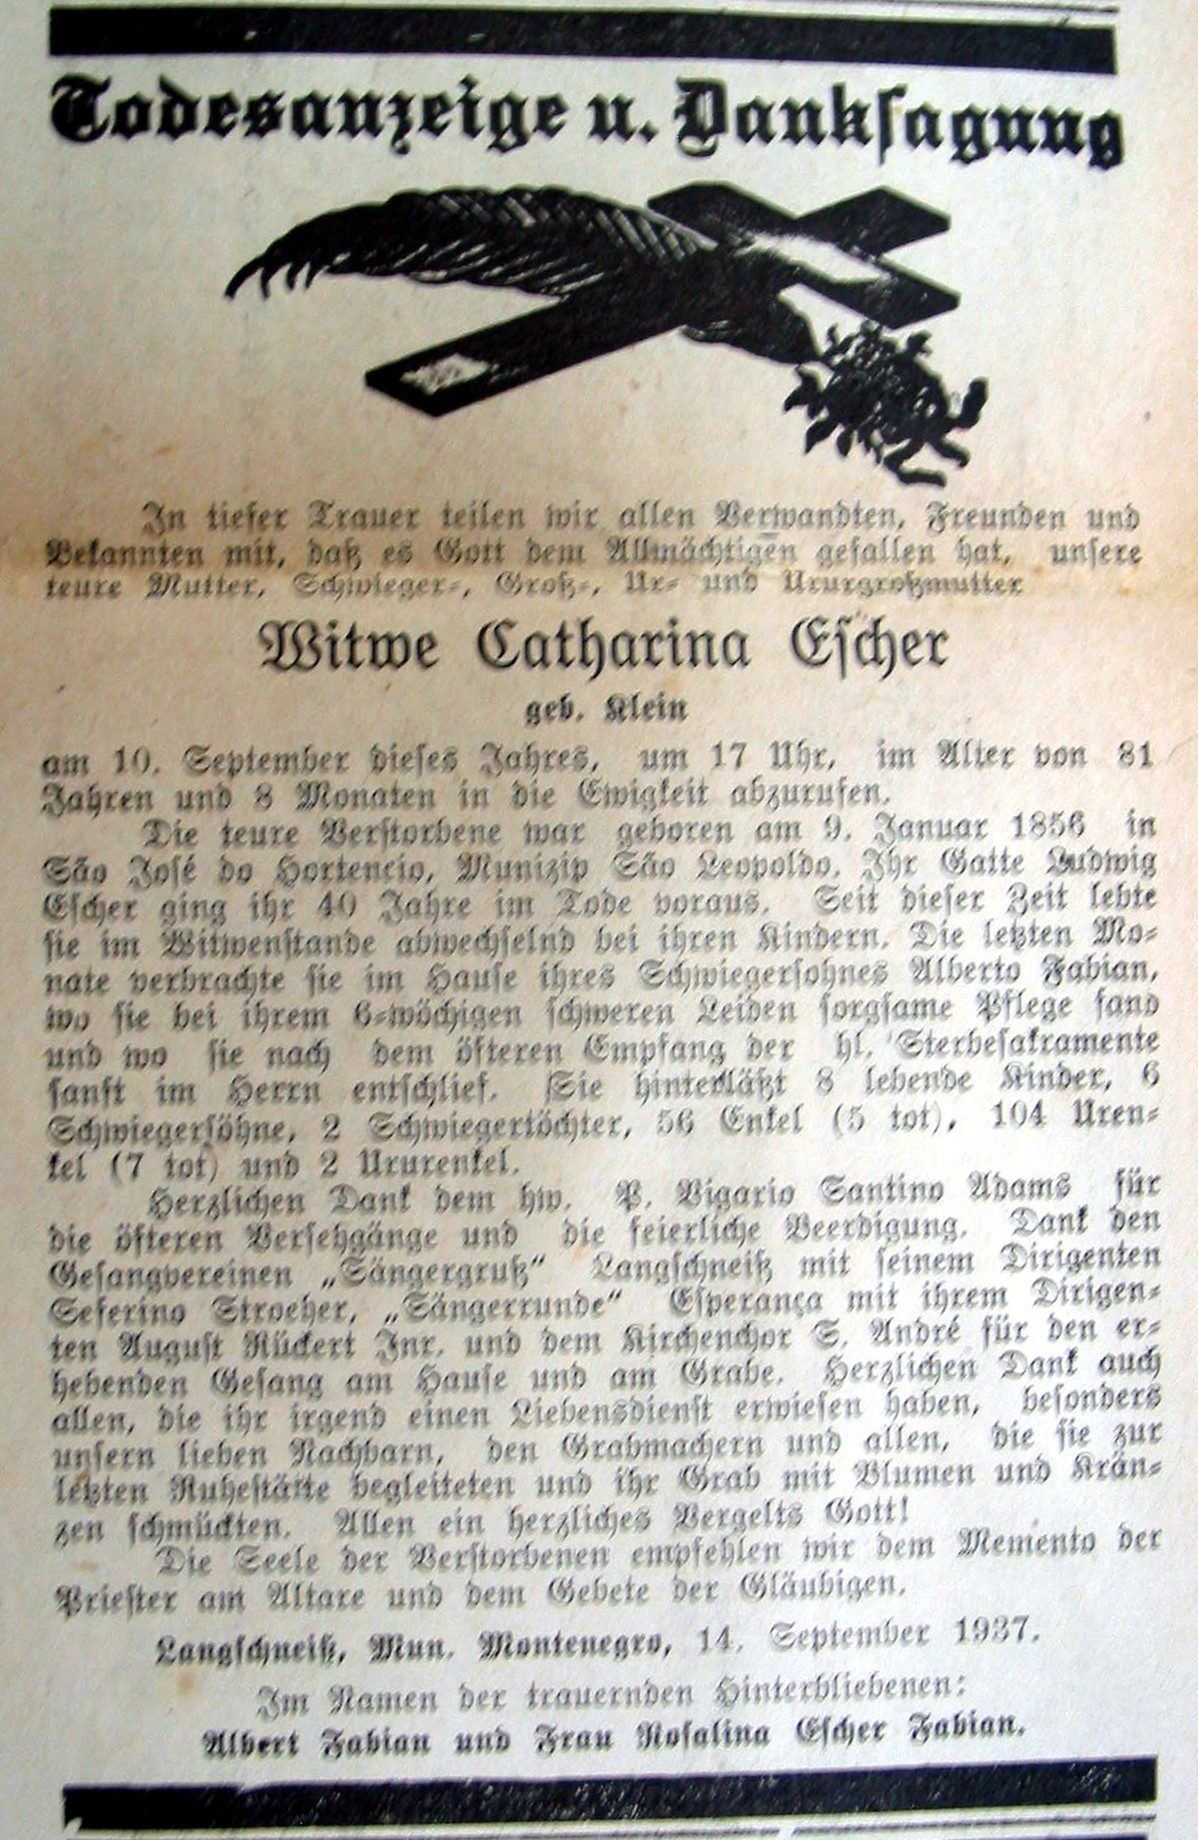 Todesanzeige u. Danksagung
In tiefer Trauer teilen wir allen Verwandten, Freunden und
Bekannten mit, daß es Gott dem Allmächtigen gefallen hat, unsere
teure Mutter, Schwieger-, Groß-, Ur- und Ururgroßmutter
Witwe Catharina Escher
geb. Klein
am 10. September dieses Jahres, um 17 Uhr, im Alter von 81
Jahren und 8 Monaten in die Ewigkeit abzurufen.
Die teure Verstorbene war geboren am 9. Januar 1856 in
São José do Hortencio, Munizip São Leopoldo. Ihr Gatte Ludwig
Escher ging ihr 40 Jahre im Tode voraus. Seit dieser Zeit lebte
sie im Witwenstande abwechselnd bei ihren Kindern. Die letzten Mo-
nate verbrachte sie im Hause ihres Schwiegersohnes Alberto Fabian,
wo sie bei ihrem 6-wöchigen schweren Leiden sorgsame Pflege fand
und wo sie nach dem öfteren Empfang der hl. Sterbesakramente
sanft im Herrn entschlief. Sie hinterläßt 8 lebende Kinder, 6
Schwiegersöhne, 2 Schwiegertöchter, 56 Enkel (5 tot), 104 Uren-
kel (7 tot) und 2 Ururenkel.
Herzlichen Dank dem hw. P. Vigario Santino Adams für
die öfteren Versehgänge und die feierliche Beerdigung. Dank den
Gesangvereinen „Sängergruß“ Langschneiß mit seinem Dirigenten
Seferino Stroeher, „Sängerrunde“ Esperança mit ihrem Dirigen-
ten August Rückert Jnr. und dem Kirchenchor S. André für den er-
hebenden Gesang am Hause und am Grabe. Herzlichen Dank auch
allen, die ihr irgend einen Liebensdienst erwiesen haben, besonders
unsern lieben Nachbarn, den Grabmachern und allen, die sie zur
letzten Ruhestätte begleiteten und ihr Grab mit Blumen und Krän-
zen schmückten. Allen ein herzliches Vergelts Gott!
Die Seele der Verstorbenen empfehlen wir dem Memento der
Priester am Altare und dem Gebete der Gläubigen.
Langschneiß, Mun. Montenegro, 14. September 1937.
Im Namen der trauernden Hinterbliebenen:
Albert Fabian und Frau Rosalina Escher Fabian.